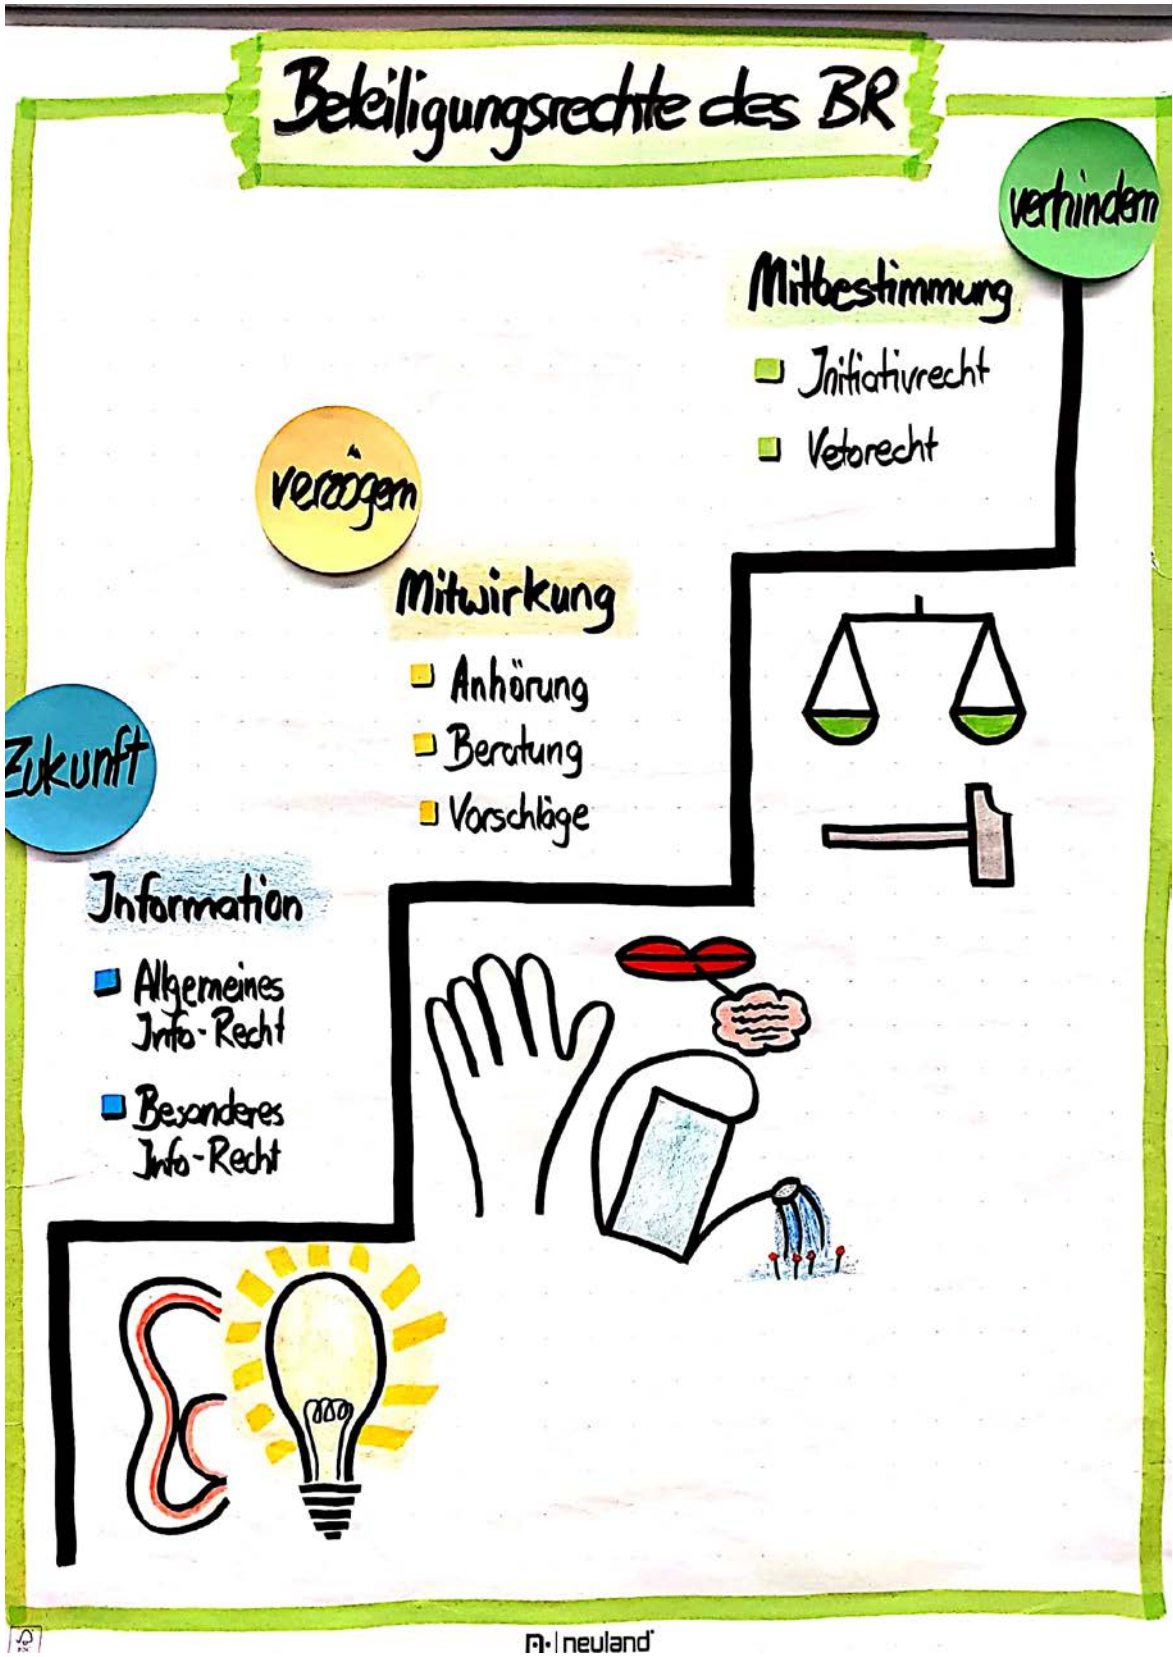 Beteiligungsrechte des BR
verhindern
Mitbestimmung
Initiativrecht
Vetorecht
verzögern
Mitwirkung
Anhörung
Beratung
Vorschläge
Zukunft
Information
Allgemeines
Info-Recht
Besonderes
Info-Recht
neuland